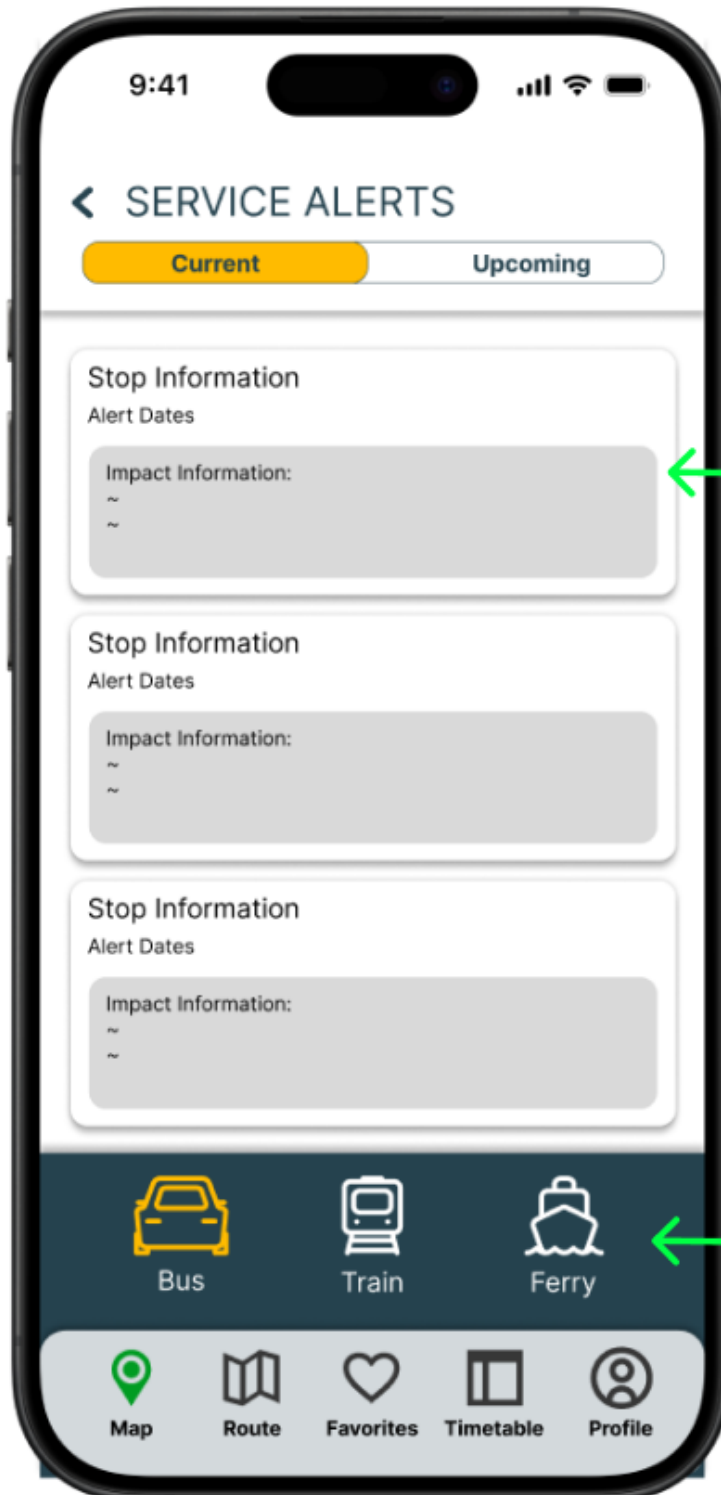 9:41
SERVICE ALERTS
Current Upcoming
Stop Information
Alert Dates
Impact Information:
~
~
Stop Information
Alert Dates
Impact Information:
~
~
Stop Information
Alert Dates
Impact Information:
~
~
Bus Train Ferry
Map Route Favorites Timetable Profile